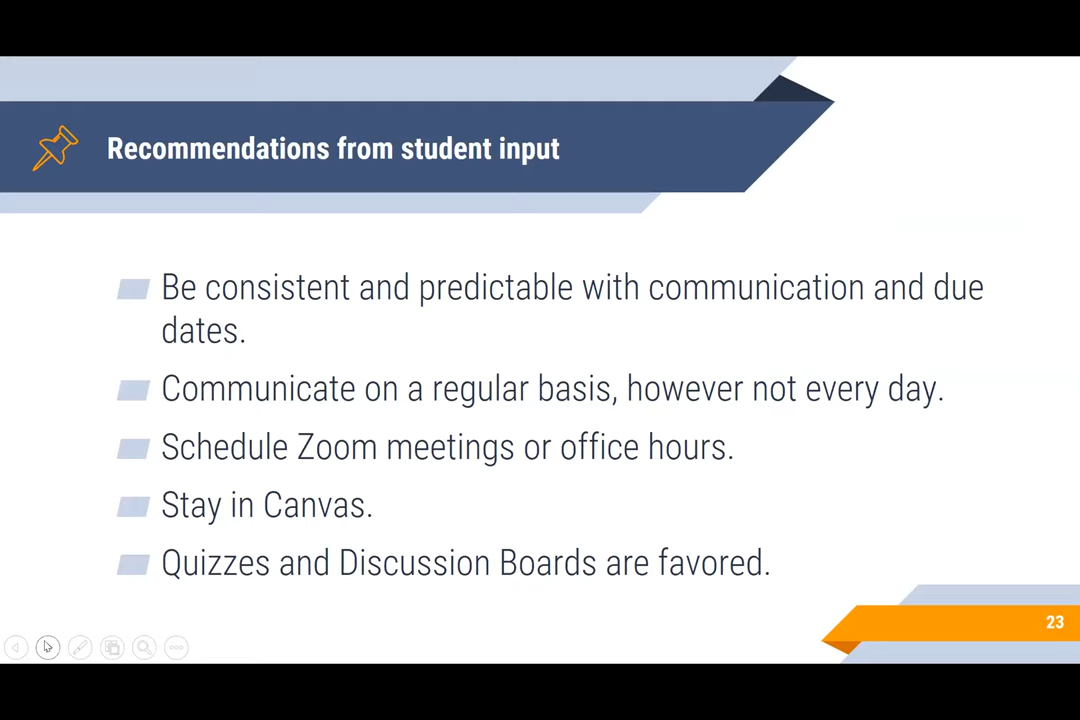 Recommendations from student input
Be consistent and predictable with communication and due
dates.
Communicate on a regular basis, however not every day.
Schedule Zoom meetings or office hours.
Stay in Canvas.
Quizzes and Discussion Boards are favored.
23